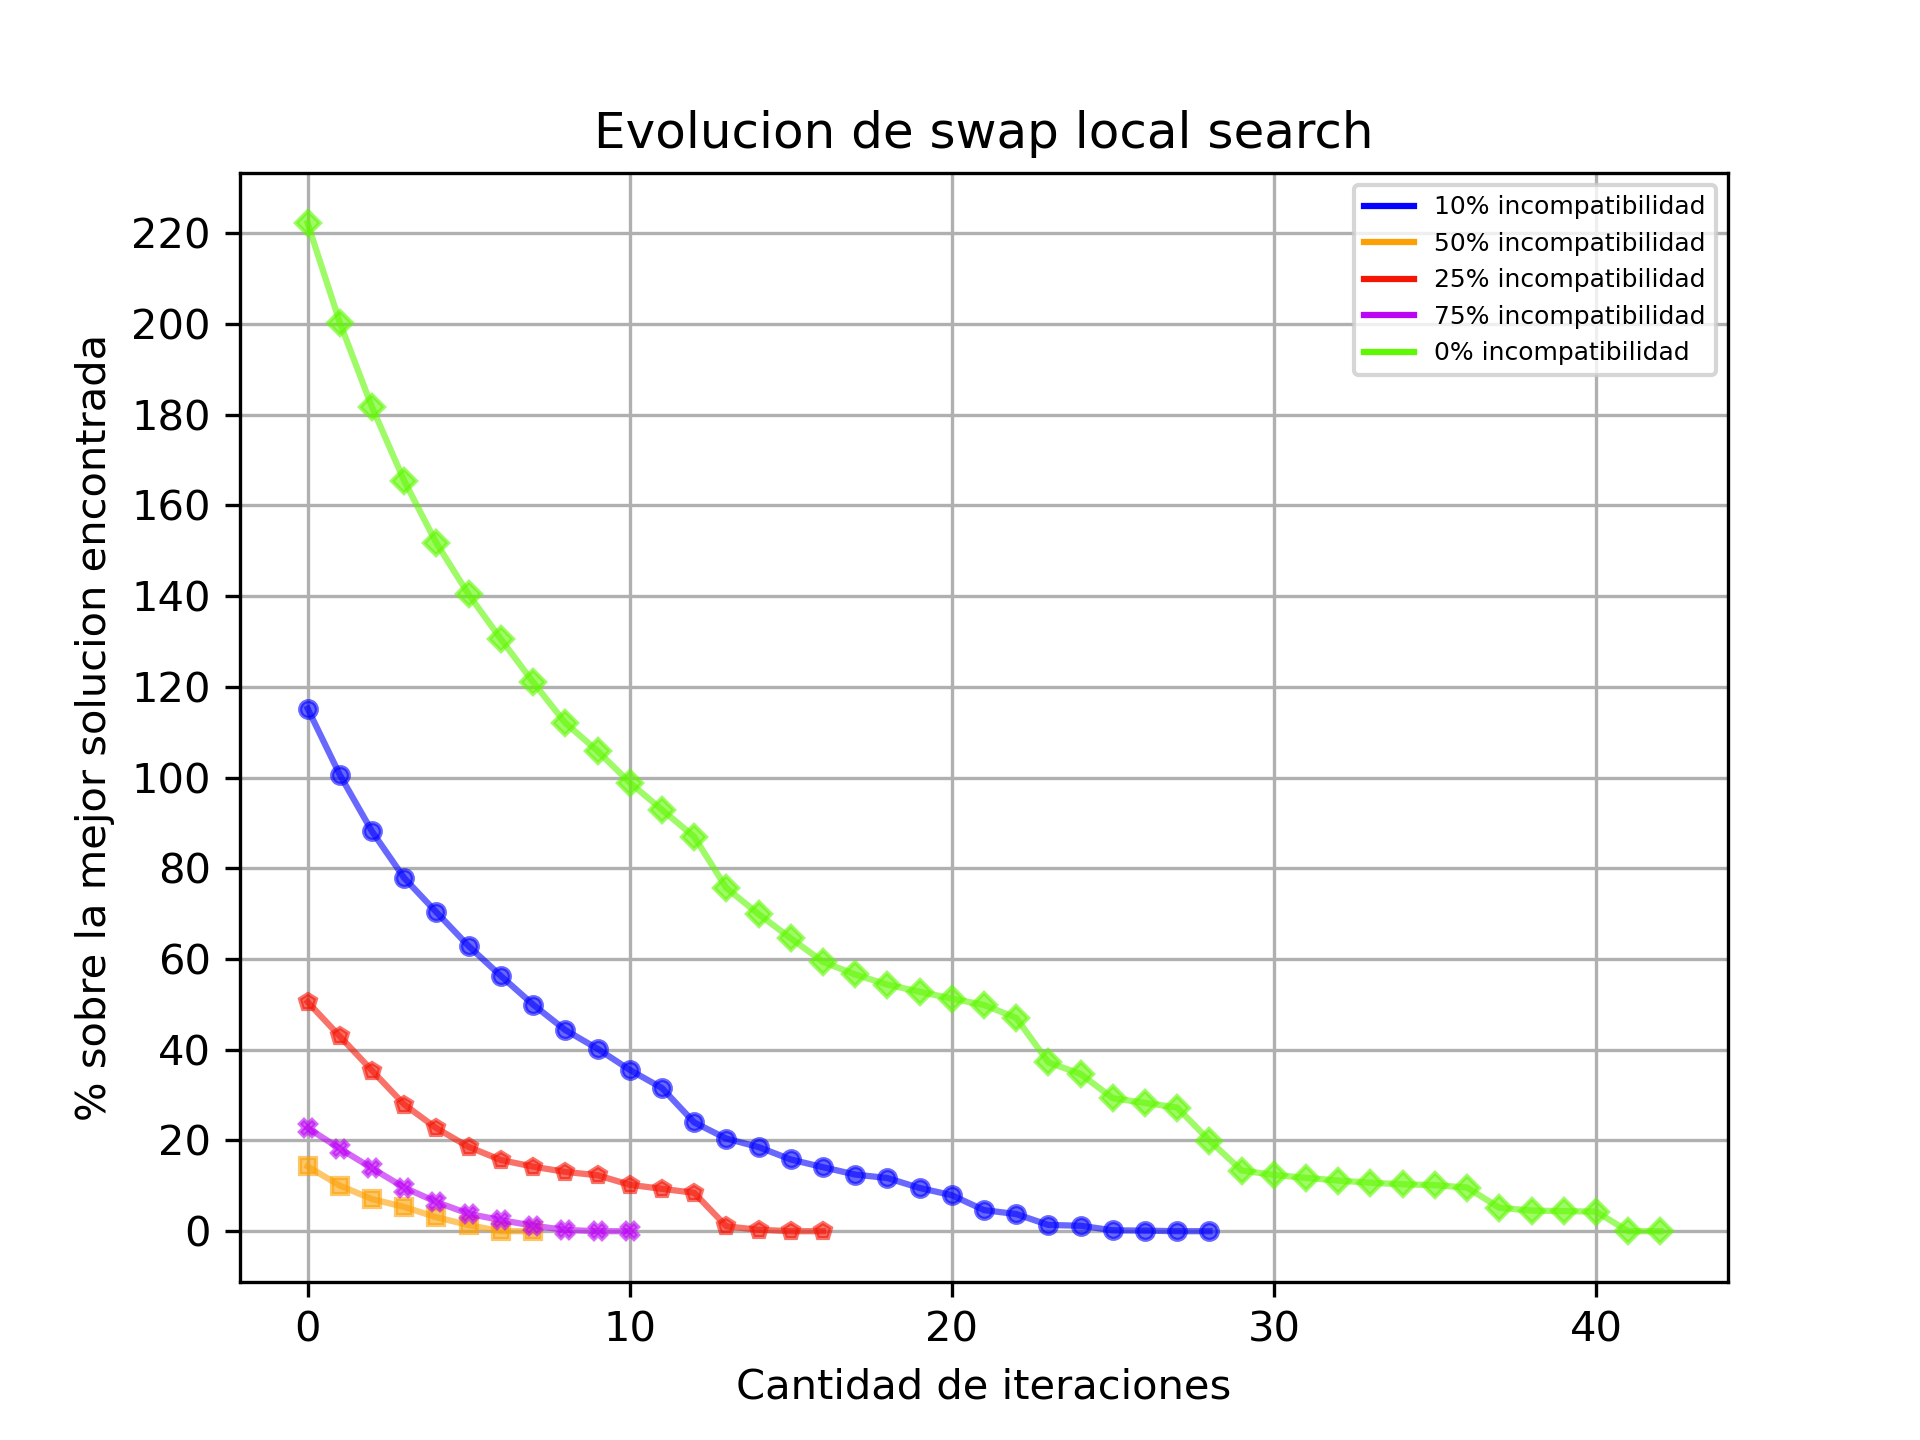 Evolucion de swap local search
% sobre la mejor solucion encontrada
220
200
180
160
140
120
100
80
60
40
20
0
10% incompatibilidad
50% incompatibilidad
25% incompatibilidad
75% incompatibilidad
0% incompatibilidad
0 10 20 30 40
Cantidad de iteraciones